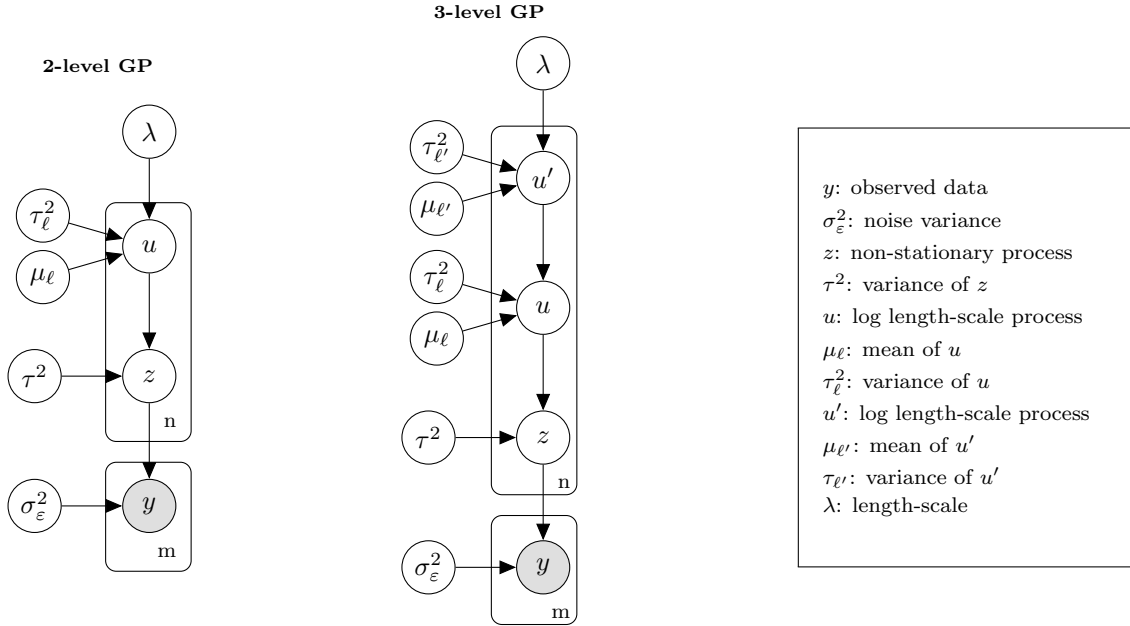 2-level GP
λ
τ²_ℓ
u
μ_ℓ
τ²
z
n
σ²_ε
y
m
3-level GP
λ
τ²_ℓ′
u′
μ_ℓ′
τ²_ℓ
u
μ_ℓ
τ²
z
n
σ²_ε
y
m
y: observed data
σ²_ε: noise variance
z: non-stationary process
τ²: variance of z
u: log length-scale process
μ_ℓ: mean of u
τ²_ℓ: variance of u
u′: log length-scale process
μ_ℓ′: mean of u′
τ_ℓ′: variance of u′
λ: length-scale